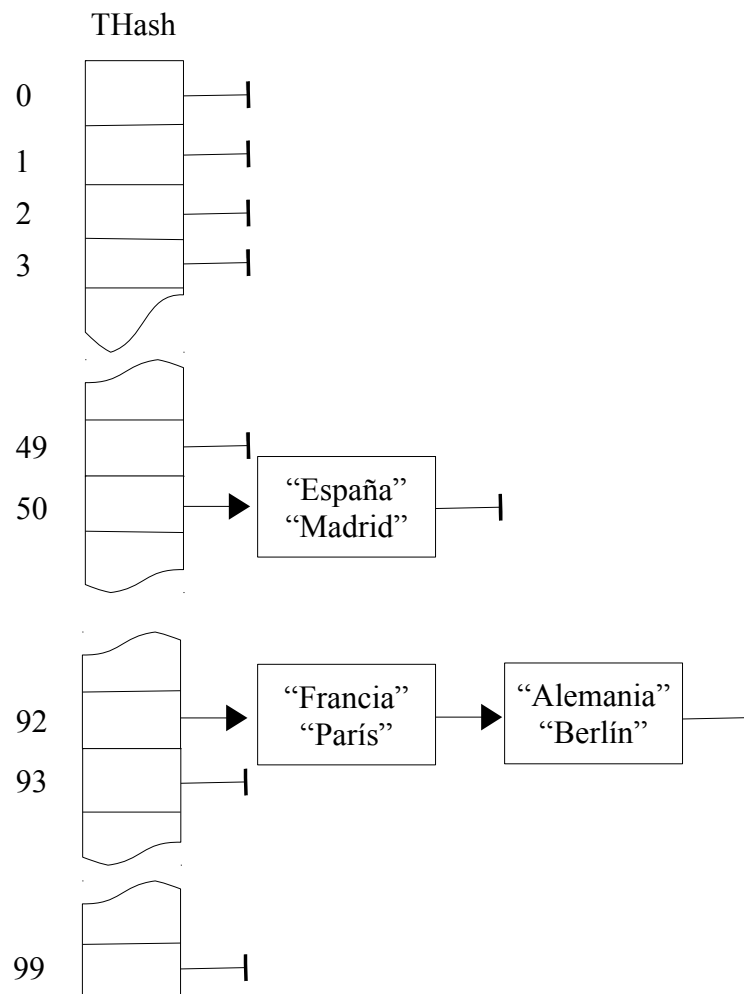 THash
0
1
2
3
49
50
“España”
“Madrid”
92
“Francia”
“París”
“Alemania”
“Berlín”
93
99